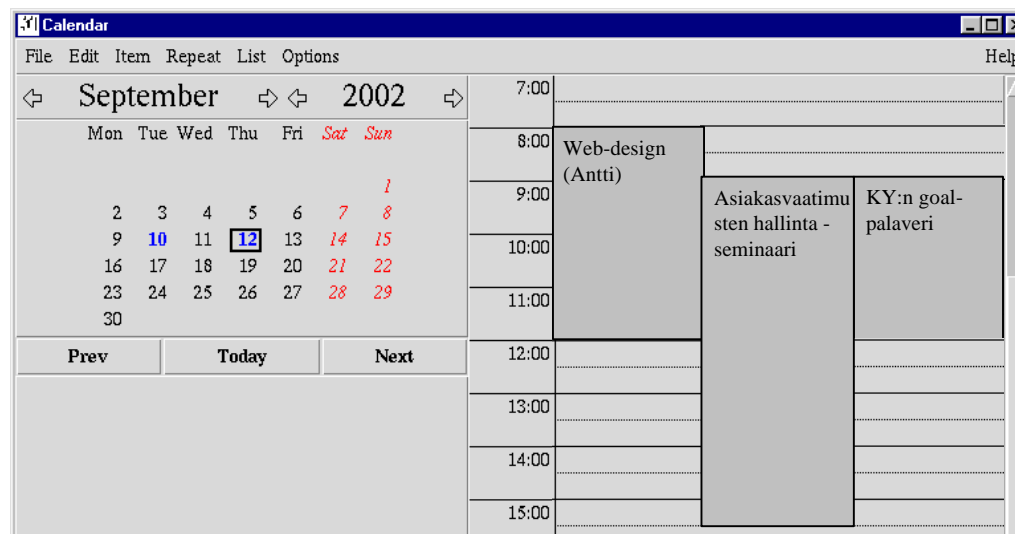 Calendar
File Edit Item Repeat List Options Help
September 2002
Mon Tue Wed Thu Fri Sat Sun
1
2 3 4 5 6 7 8
9 10 11 12 13 14 15
16 17 18 19 20 21 22
23 24 25 26 27 28 29
30
Prev Today Next
7:00
8:00
9:00
10:00
11:00
12:00
13:00
14:00
15:00
Web-design
(Antti)
Asiakasvaatimu
sten hallinta -
seminaari
KY:n goal-
palaveri